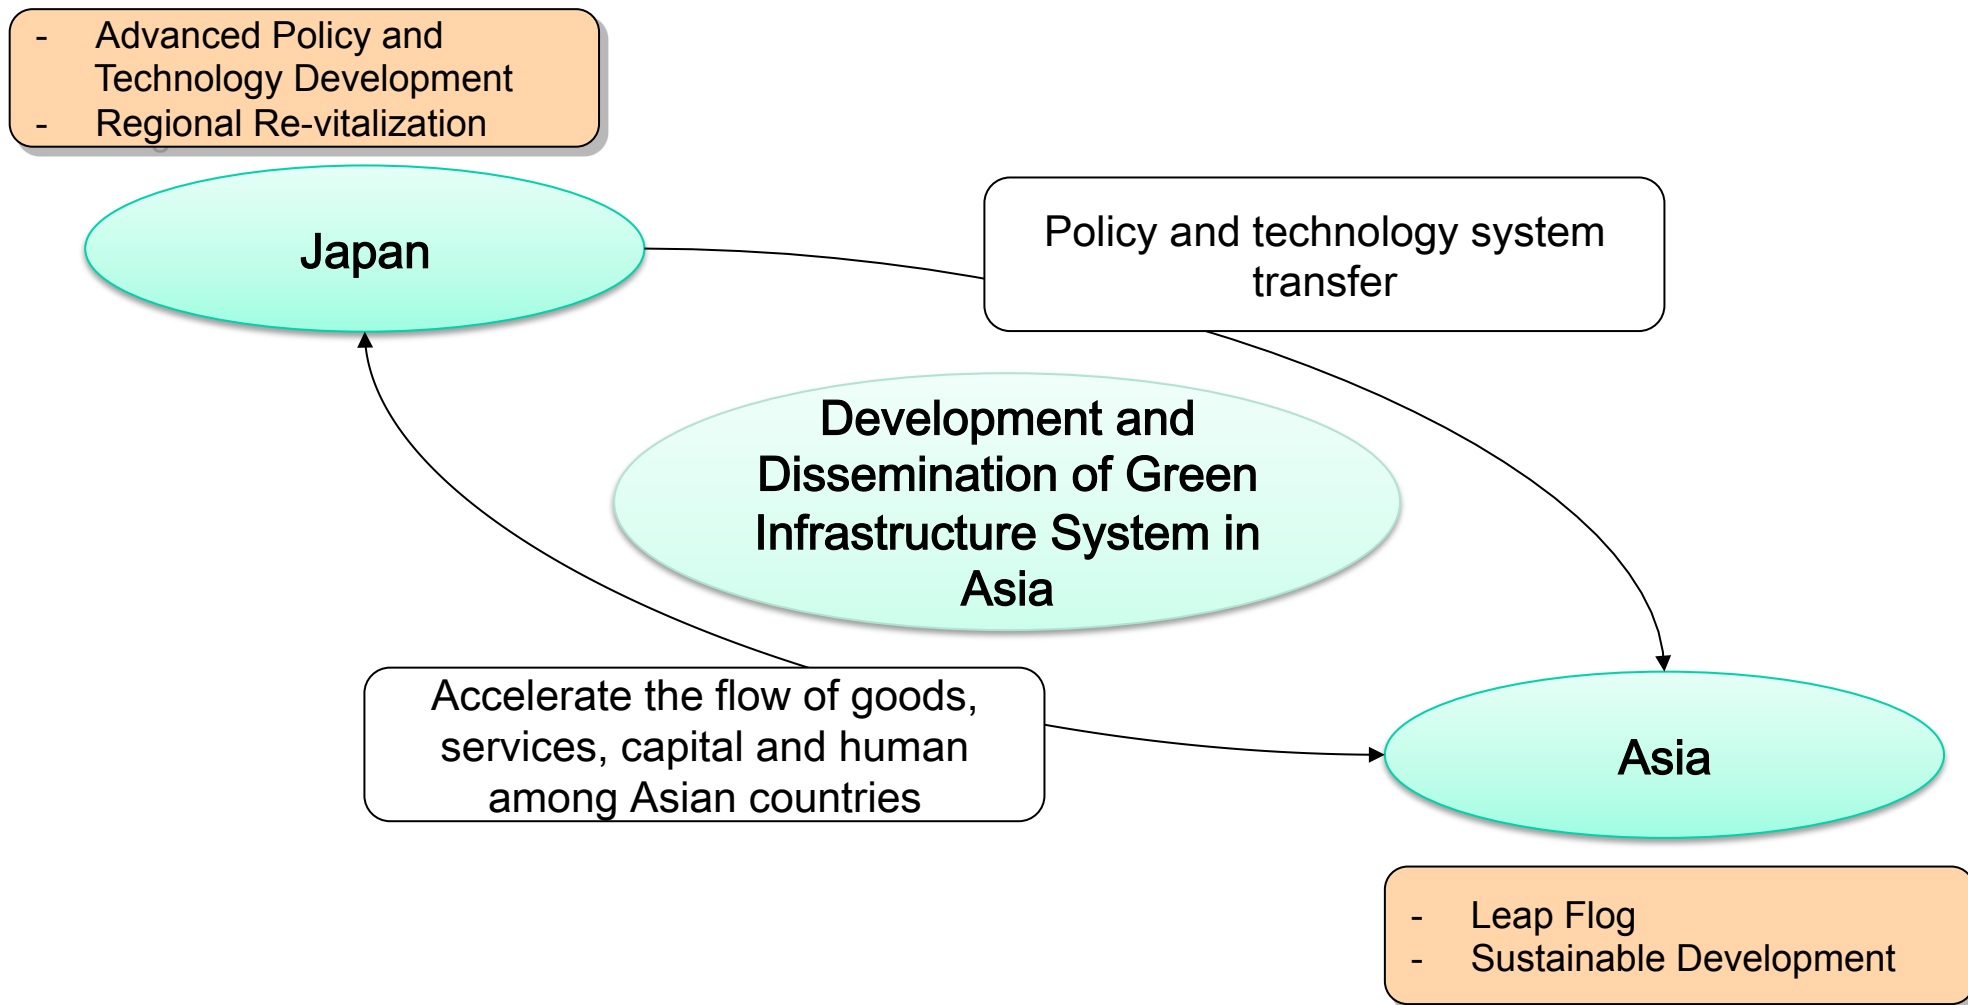 - Advanced Policy and
Technology Development
- Regional Re-vitalization
Japan
Policy and technology system
transfer
Development and
Dissemination of Green
Infrastructure System in
Asia
Accelerate the flow of goods,
services, capital and human
among Asian countries
Asia
- Leap Flog
- Sustainable Development